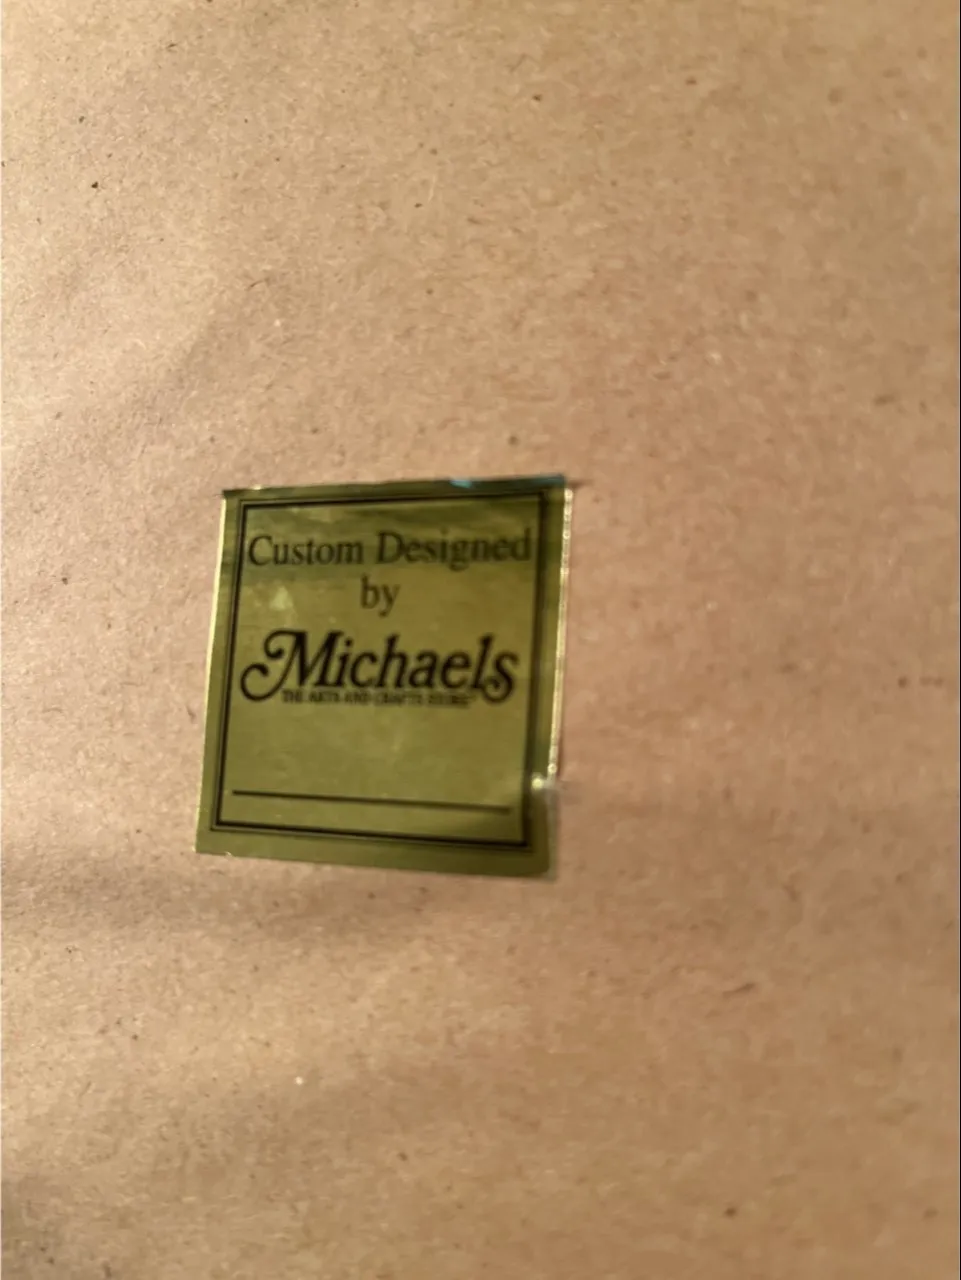 Custom Designed
by
Michaels
THE ARTS AND CRAFTS STORE